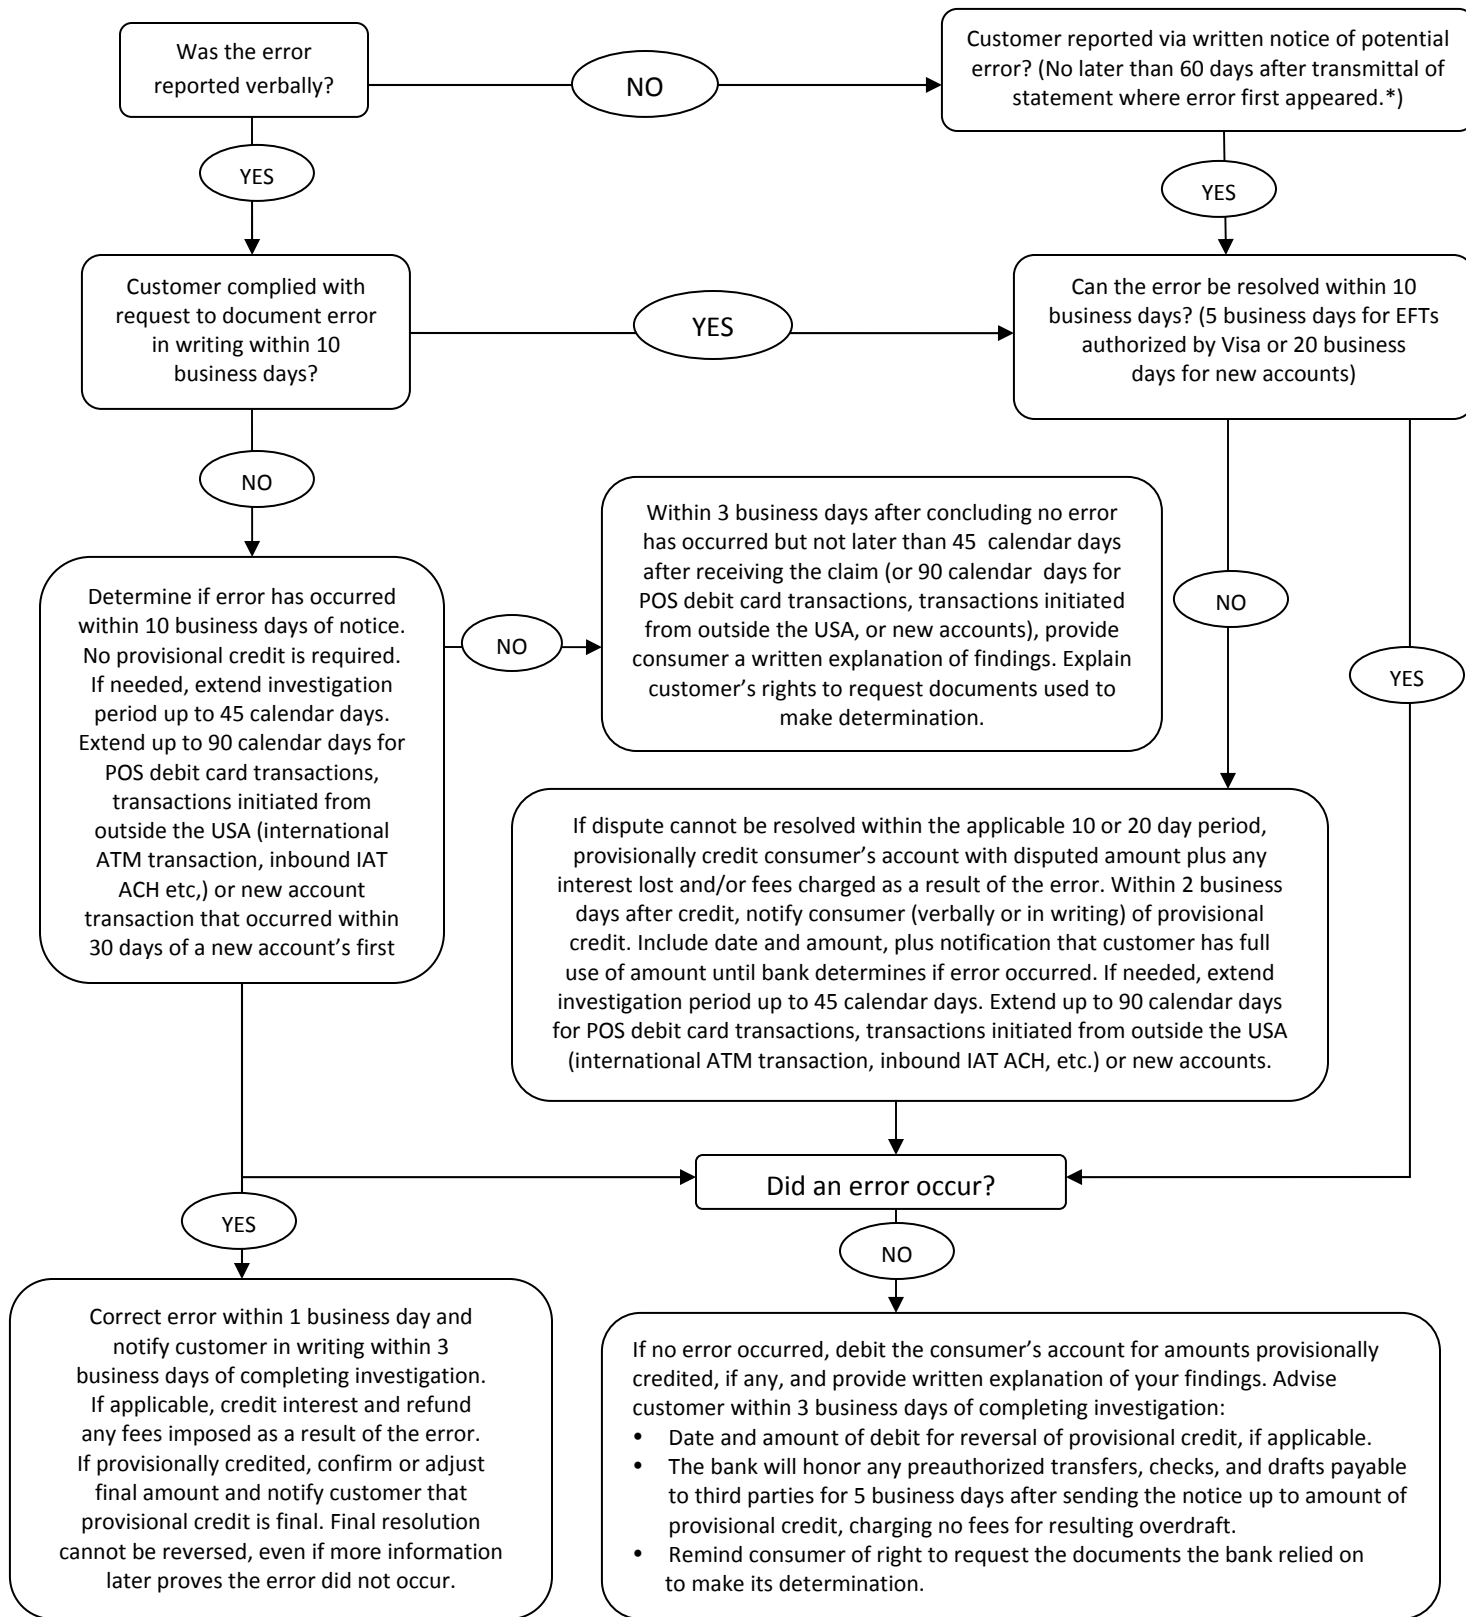 Was the error
reported verbally?
NO
Customer reported via written notice of potential
error? (No later than 60 days after transmittal of
statement where error first appeared.*)
YES
YES
Customer complied with
request to document error
in writing within 10
business days?
YES
Can the error be resolved within 10
business days? (5 business days for EFTs
authorized by Visa or 20 business
days for new accounts)
NO
Within 3 business days after concluding no error
has occurred but not later than 45 calendar days
after receiving the claim (or 90 calendar days for
POS debit card transactions, transactions initiated
from outside the USA, or new accounts), provide
consumer a written explanation of findings. Explain
customer’s rights to request documents used to
make determination.
NO
YES
Determine if error has occurred
within 10 business days of notice.
No provisional credit is required.
If needed, extend investigation
period up to 45 calendar days.
Extend up to 90 calendar days for
POS debit card transactions,
transactions initiated from
outside the USA (international
ATM transaction, inbound IAT
ACH etc,) or new account
transaction that occurred within
30 days of a new account’s first
NO
If dispute cannot be resolved within the applicable 10 or 20 day period,
provisionally credit consumer’s account with disputed amount plus any
interest lost and/or fees charged as a result of the error. Within 2 business
days after credit, notify consumer (verbally or in writing) of provisional
credit. Include date and amount, plus notification that customer has full
use of amount until bank determines if error occurred. If needed, extend
investigation period up to 45 calendar days. Extend up to 90 calendar days
for POS debit card transactions, transactions initiated from outside the USA
(international ATM transaction, inbound IAT ACH, etc.) or new accounts.
Did an error occur?
YES
NO
Correct error within 1 business day and
notify customer in writing within 3
business days of completing investigation.
If applicable, credit interest and refund
any fees imposed as a result of the error.
If provisionally credited, confirm or adjust
final amount and notify customer that
provisional credit is final. Final resolution
cannot be reversed, even if more information
later proves the error did not occur.
If no error occurred, debit the consumer’s account for amounts provisionally
credited, if any, and provide written explanation of your findings. Advise
customer within 3 business days of completing investigation:
• Date and amount of debit for reversal of provisional credit, if applicable.
• The bank will honor any preauthorized transfers, checks, and drafts payable
to third parties for 5 business days after sending the notice up to amount of
provisional credit, charging no fees for resulting overdraft.
• Remind consumer of right to request the documents the bank relied on
to make its determination.